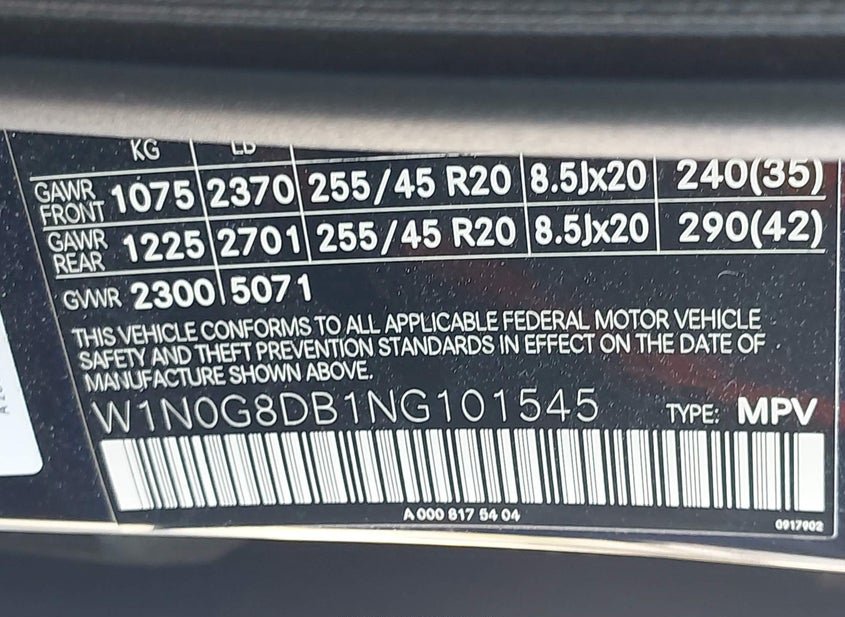 KG LB
GAWR FRONT 1075 2370 255/45 R20 8.5Jx20 240(35)
GAWR REAR 1225 2701 255/45 R20 8.5Jx20 290(42)
GVWR 2300 5071
THIS VEHICLE CONFORMS TO ALL APPLICABLE FEDERAL MOTOR VEHICLE
SAFETY AND THEFT PREVENTION STANDARDS IN EFFECT ON THE DATE OF
MANUFACTURE SHOWN ABOVE.
W1N0G8DB1NG101545 TYPE: MPV
A 000 817 54 04
0917902